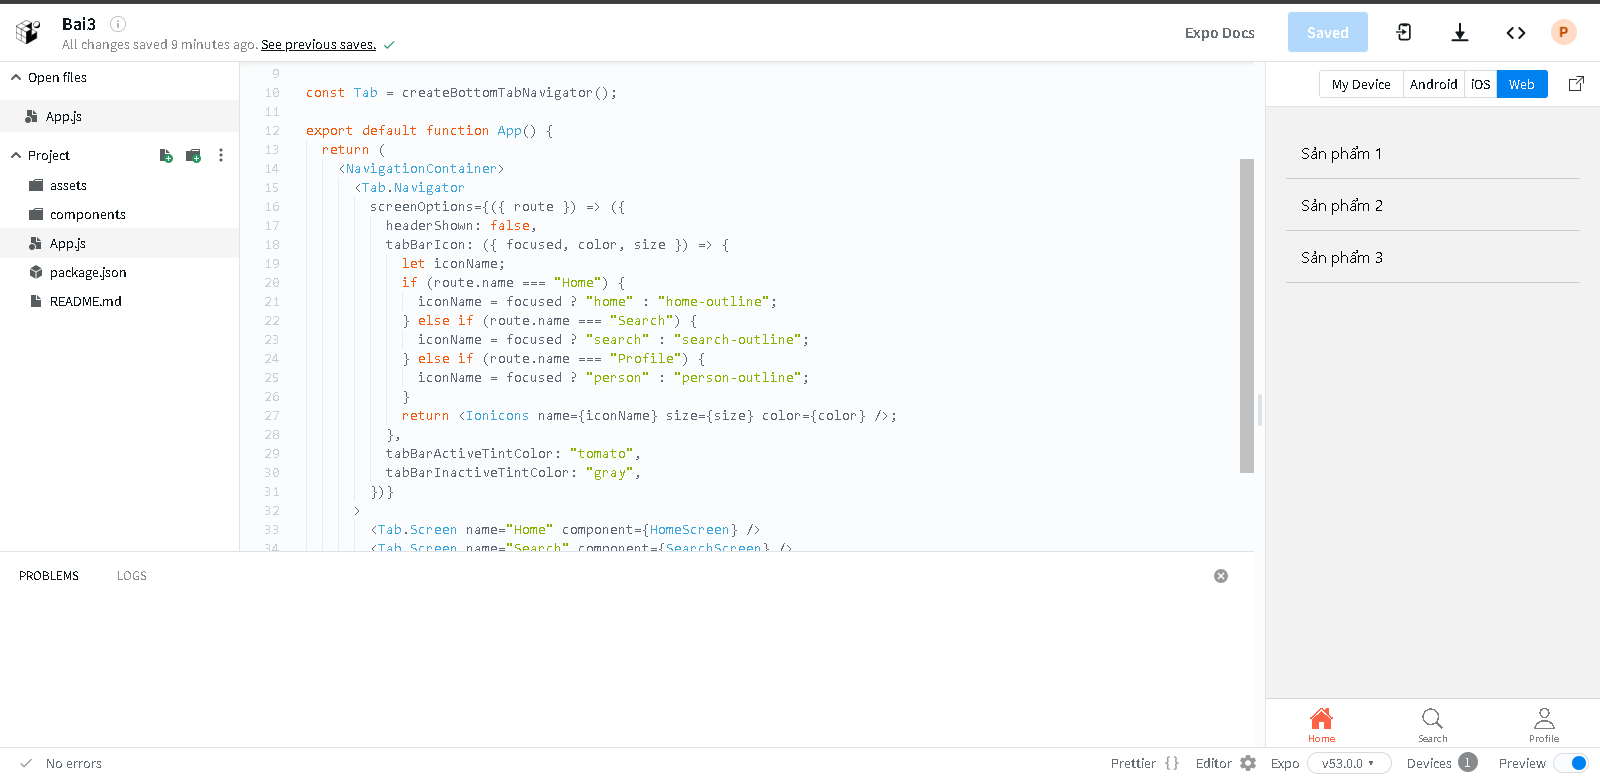 Bai3
All changes saved 9 minutes ago. See previous saves.
Expo Docs
Saved
P
Open files
App.js
Project
assets
components
App.js
package.json
README.md
9
10 const Tab = createBottomTabNavigator();
11
12 export default function App() {
13 return (
14 <NavigationContainer>
15 <Tab.Navigator
16 screenOptions={({ route }) => ({
17 headerShown: false,
18 tabBarIcon: ({ focused, color, size }) => {
19 let iconName;
20 if (route.name === "Home") {
21 iconName = focused ? "home" : "home-outline";
22 } else if (route.name === "Search") {
23 iconName = focused ? "search" : "search-outline";
24 } else if (route.name === "Profile") {
25 iconName = focused ? "person" : "person-outline";
26 }
27 return <Ionicons name={iconName} size={size} color={color} />;
28 },
29 tabBarActiveTintColor: "tomato",
30 tabBarInactiveTintColor: "gray",
31 })}
32 >
33 <Tab.Screen name="Home" component={HomeScreen} />
34 <Tab.Screen name="Search" component={SearchScreen} />
My Device Android iOS Web
Sản phẩm 1
Sản phẩm 2
Sản phẩm 3
Home Search Profile
PROBLEMS LOGS
No errors
Prettier {} Editor Expo v53.0.0 Devices 1 Preview